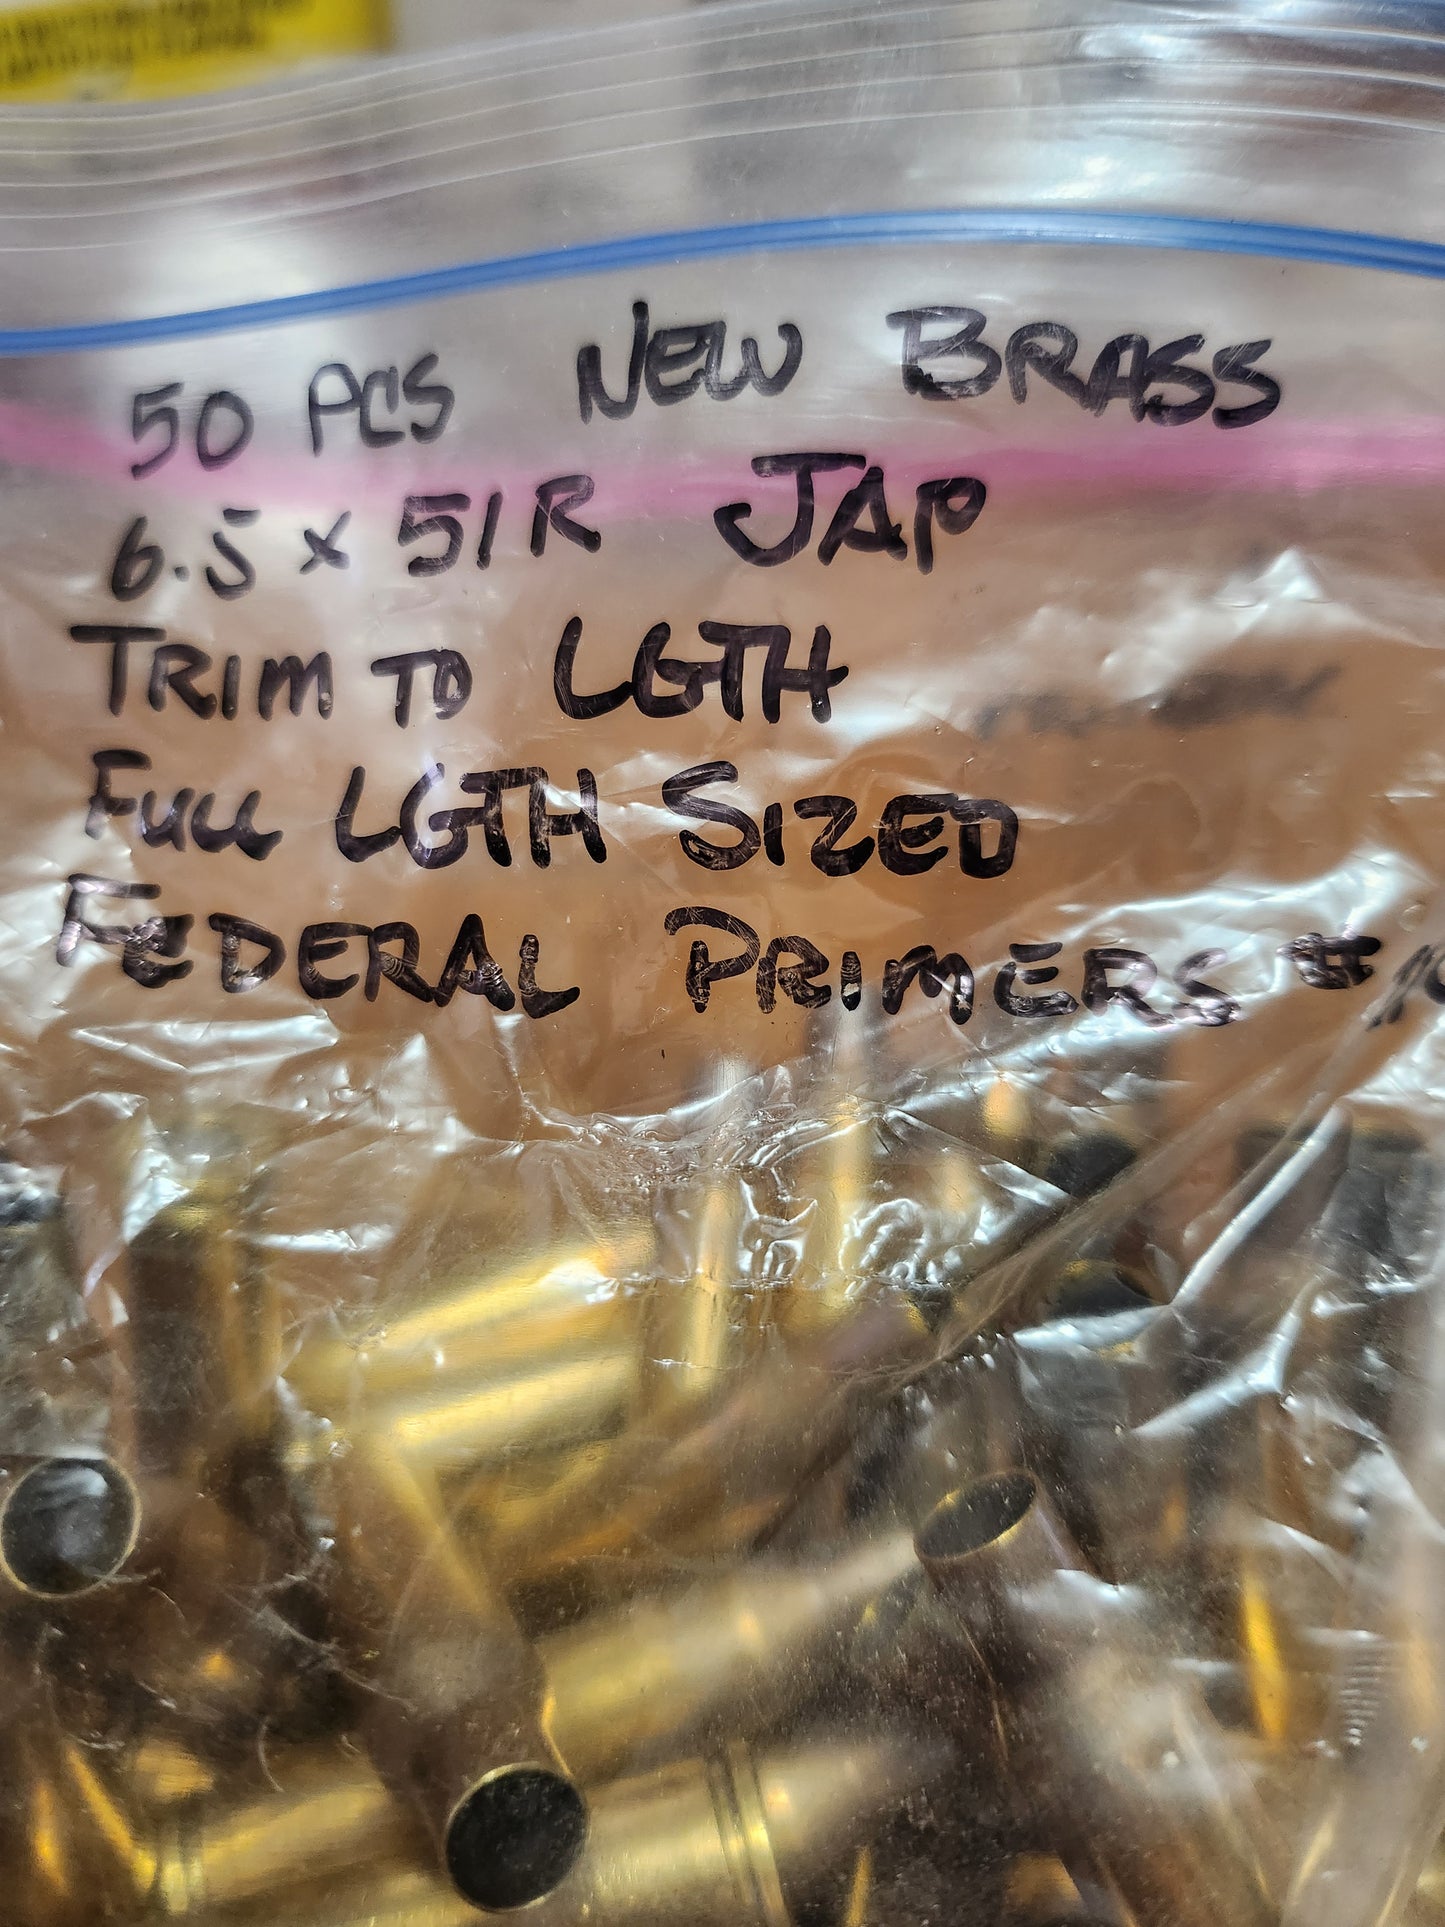 50 PCS NEW BRASS
6.5 x 51R JAP
TRIM TO LGTH
FULL LGTH SIZED
FEDERAL PRIMERS #